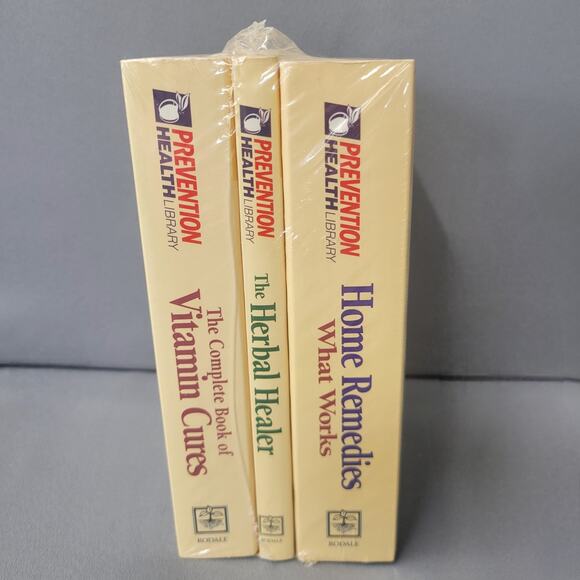 PREVENTION
HEALTH LIBRARY
The Complete Book of
Vitamin Cures
RODALE
PREVENTION
HEALTH LIBRARY
The Herbal Healer
RODALE
PREVENTION
HEALTH LIBRARY
Home Remedies
What Works
RODALE